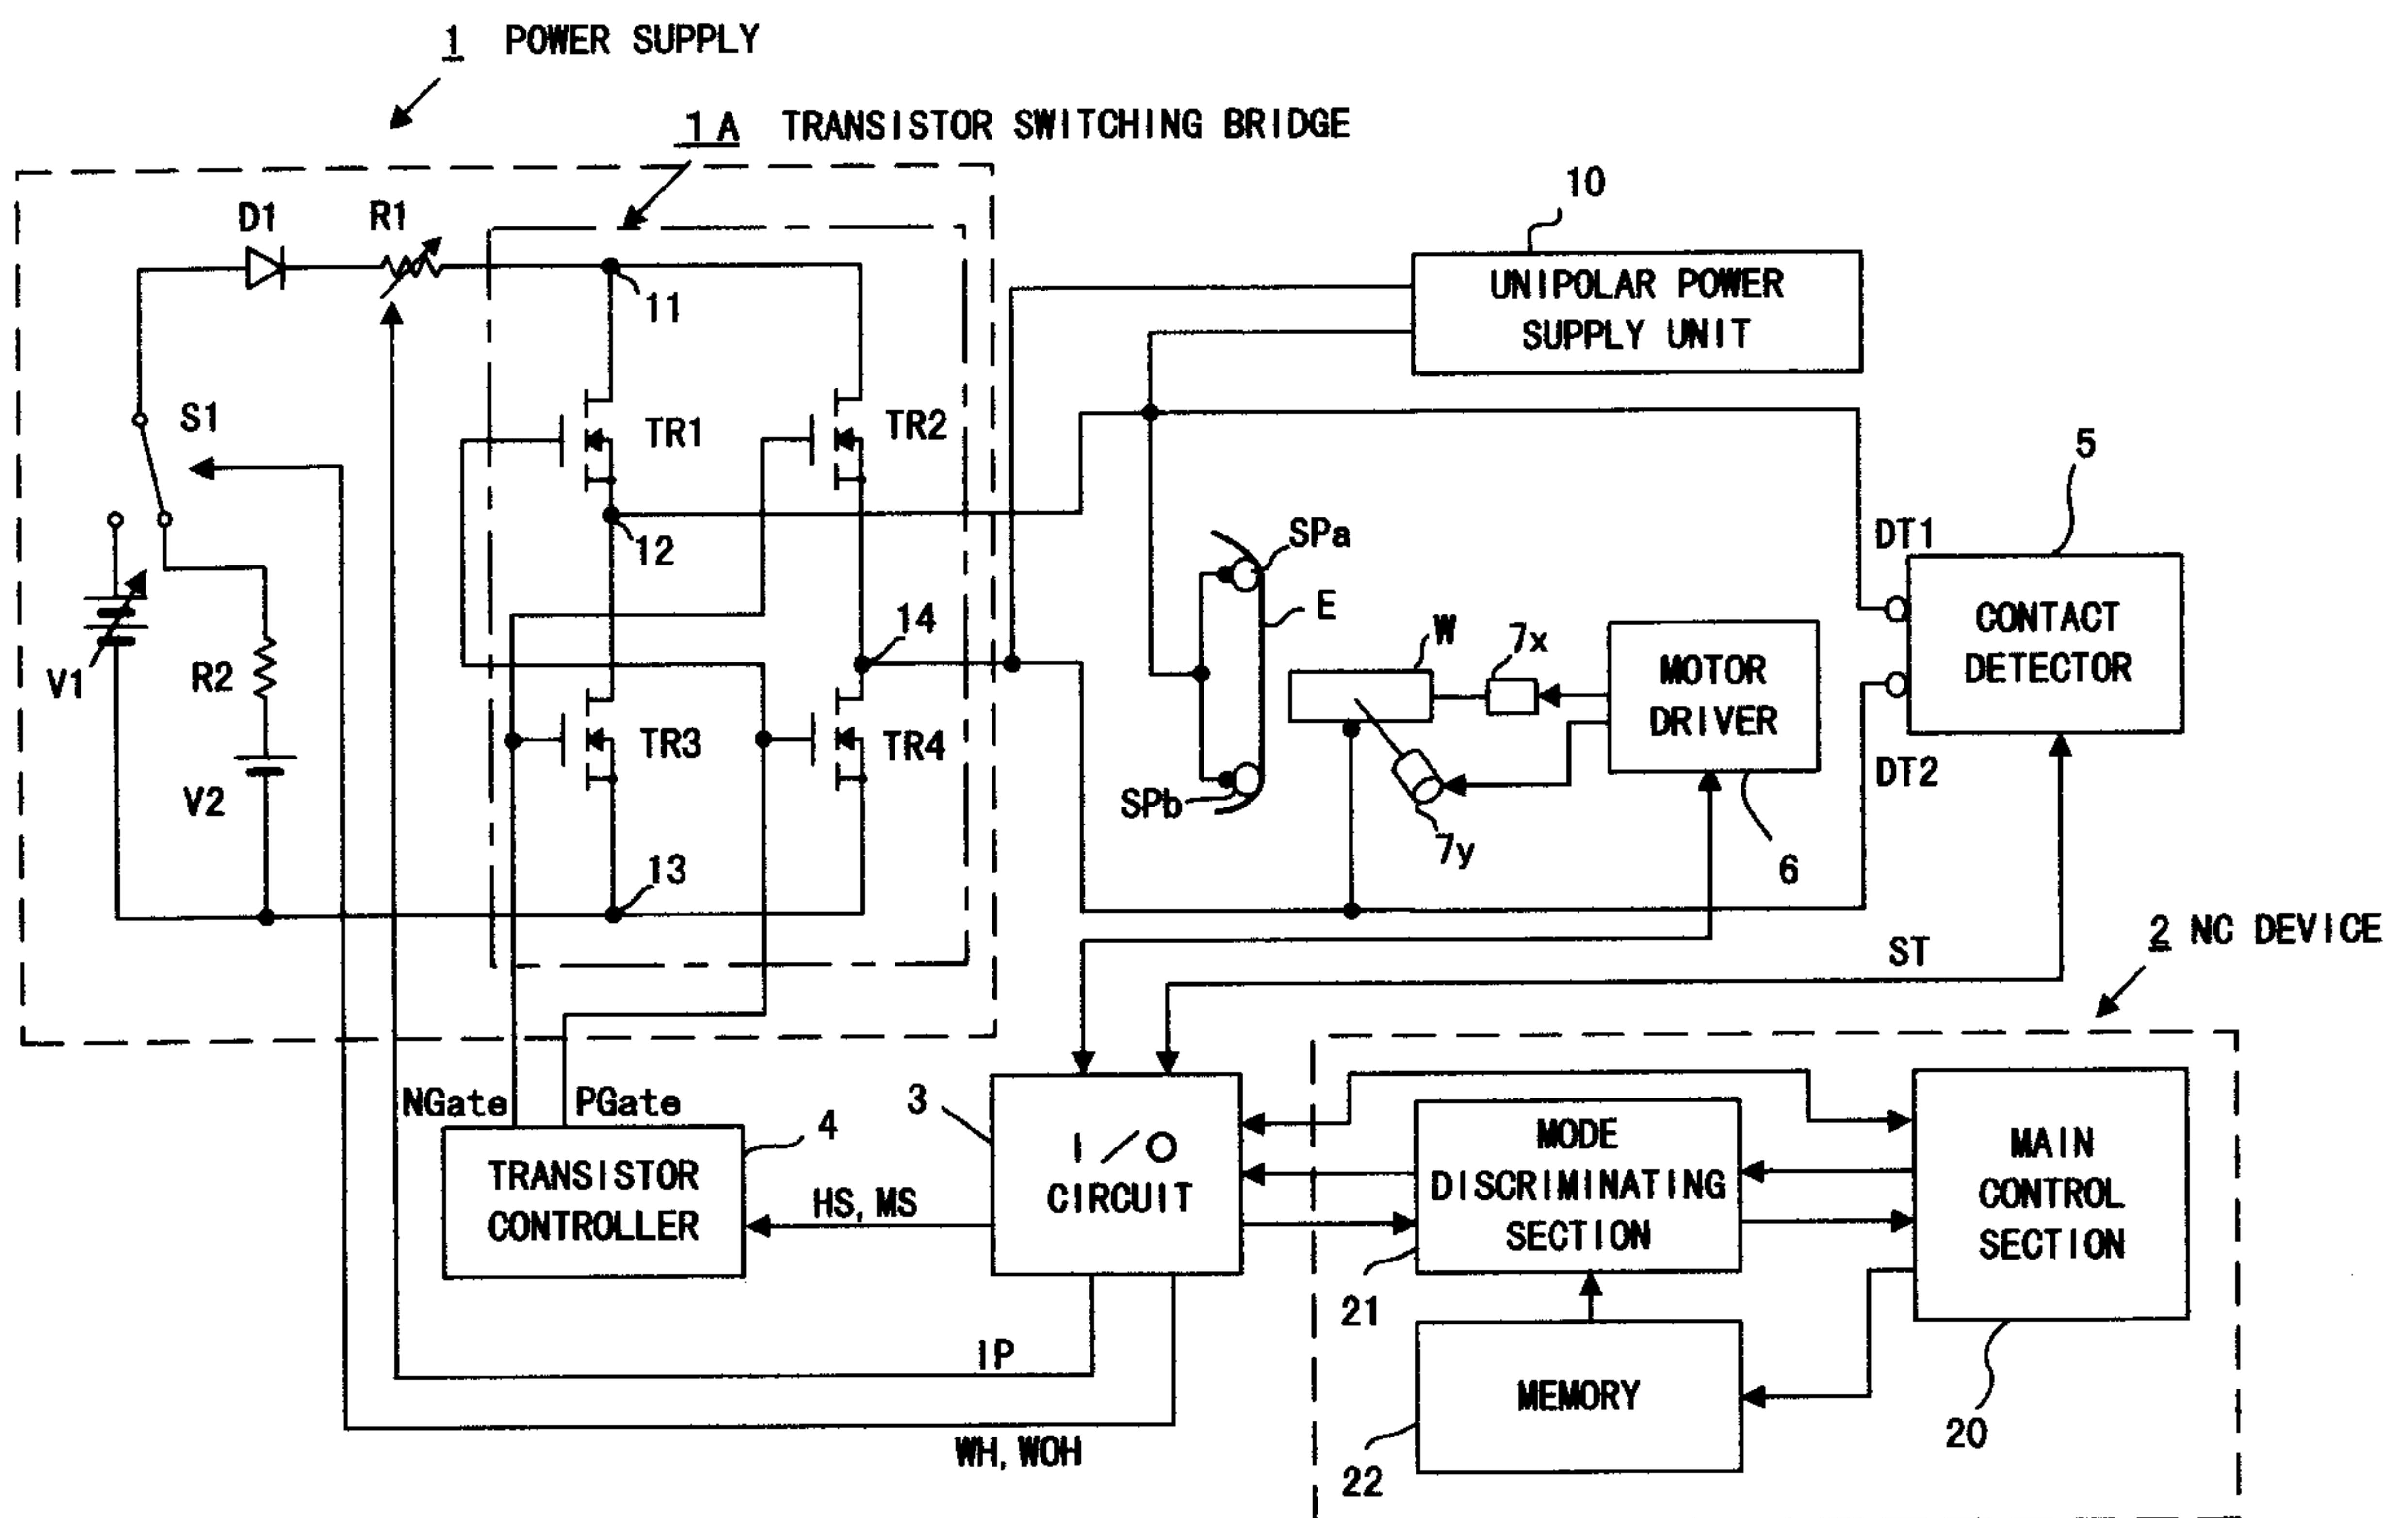 1 POWER SUPPLY
1A TRANSISTOR SWITCHING BRIDGE
10
D1
R1
11
UNIPOLAR POWER
SUPPLY UNIT
S1
TR1
TR2
5
DT1
SPa
12
E
14
W
7x
CONTACT
DETECTOR
MOTOR
DRIVER
V1
R2
TR3
TR4
DT2
V2
SPb
7y
6
13
2 NC DEVICE
ST
NGate
PGate
4
3
I/O
CIRCUIT
MODE
DISCRIMINATING
SECTION
MAIN
CONTROL
SECTION
TRANSISTOR
CONTROLLER
HS, MS
21
IP
MEMORY
20
WH, WOH
22